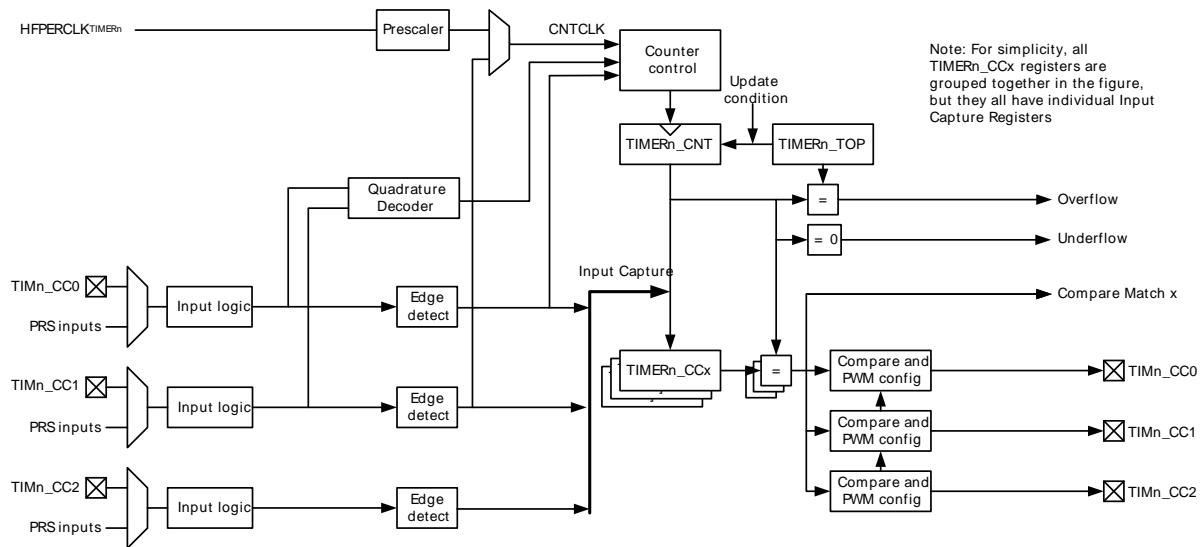 HFPERCLKTIMERn
Prescaler
CNTCLK
Counter
control
Note: For simplicity, all
TIMERn_CCx registers are
grouped together in the figure,
but they all have individual Input
Capture Registers
Update
condition
TIMERn_CNT
TIMERn_TOP
Quadrature
Decoder
=
Overflow
= 0
Underflow
Input Capture
TIMn_CC0
PRS inputs
Input logic
Edge
detect
Compare Match x
TIMERn_CCx
=
Compare and
PWM config
TIMn_CC0
TIMn_CC1
PRS inputs
Input logic
Edge
detect
Compare and
PWM config
TIMn_CC1
TIMn_CC2
PRS inputs
Input logic
Edge
detect
Compare and
PWM config
TIMn_CC2